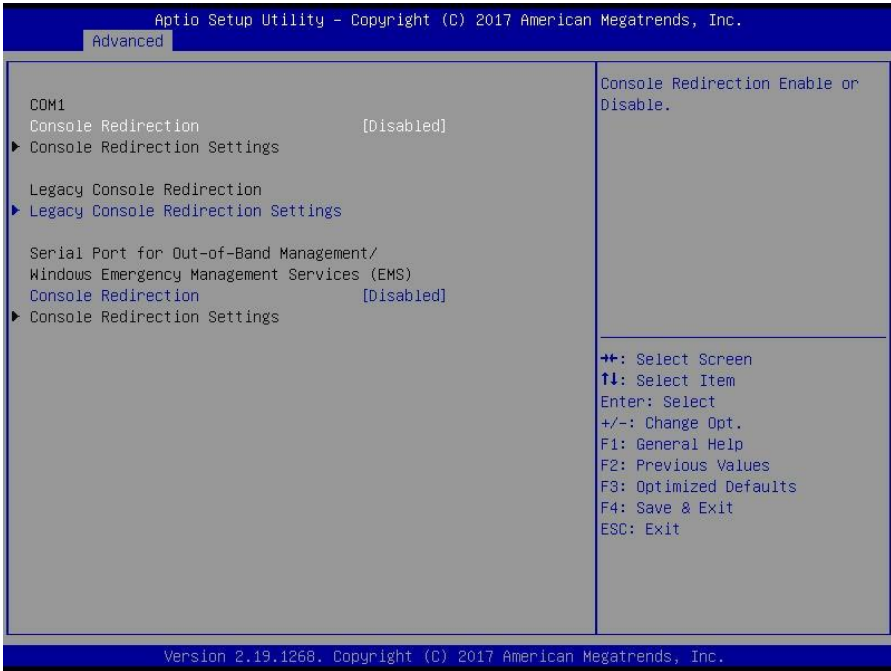 Aptio Setup Utility – Copyright (C) 2017 American Megatrends, Inc.
Advanced
COM1
Console Redirection [Disabled]
Console Redirection Settings
Legacy Console Redirection
Legacy Console Redirection Settings
Serial Port for Out-of-Band Management/
Windows Emergency Management Services (EMS)
Console Redirection [Disabled]
Console Redirection Settings
Console Redirection Enable or
Disable.
→←: Select Screen
↑↓: Select Item
Enter: Select
+/-: Change Opt.
F1: General Help
F2: Previous Values
F3: Optimized Defaults
F4: Save & Exit
ESC: Exit
Version 2.19.1268. Copyright (C) 2017 American Megatrends, Inc.